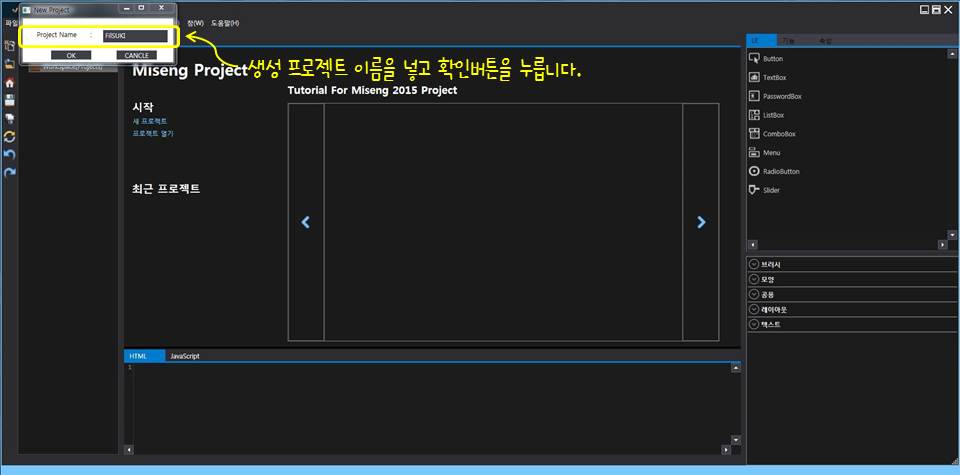 New Project
파일
창(W)
도움말(H)
Project Name : FIISUKI
OK
CANCLE
생성 프로젝트 이름을 넣고 확인버튼을 누릅니다.
Miseng Project
Tutorial For Miseng 2015 Project
시작
새 프로젝트
프로젝트 열기
최근 프로젝트
UI
기능
속성
Button
TextBox
PasswordBox
ListBox
ComboBox
Menu
RadioButton
Slider
브러시
모양
공용
레이아웃
텍스트
HTML
JavaScript
1